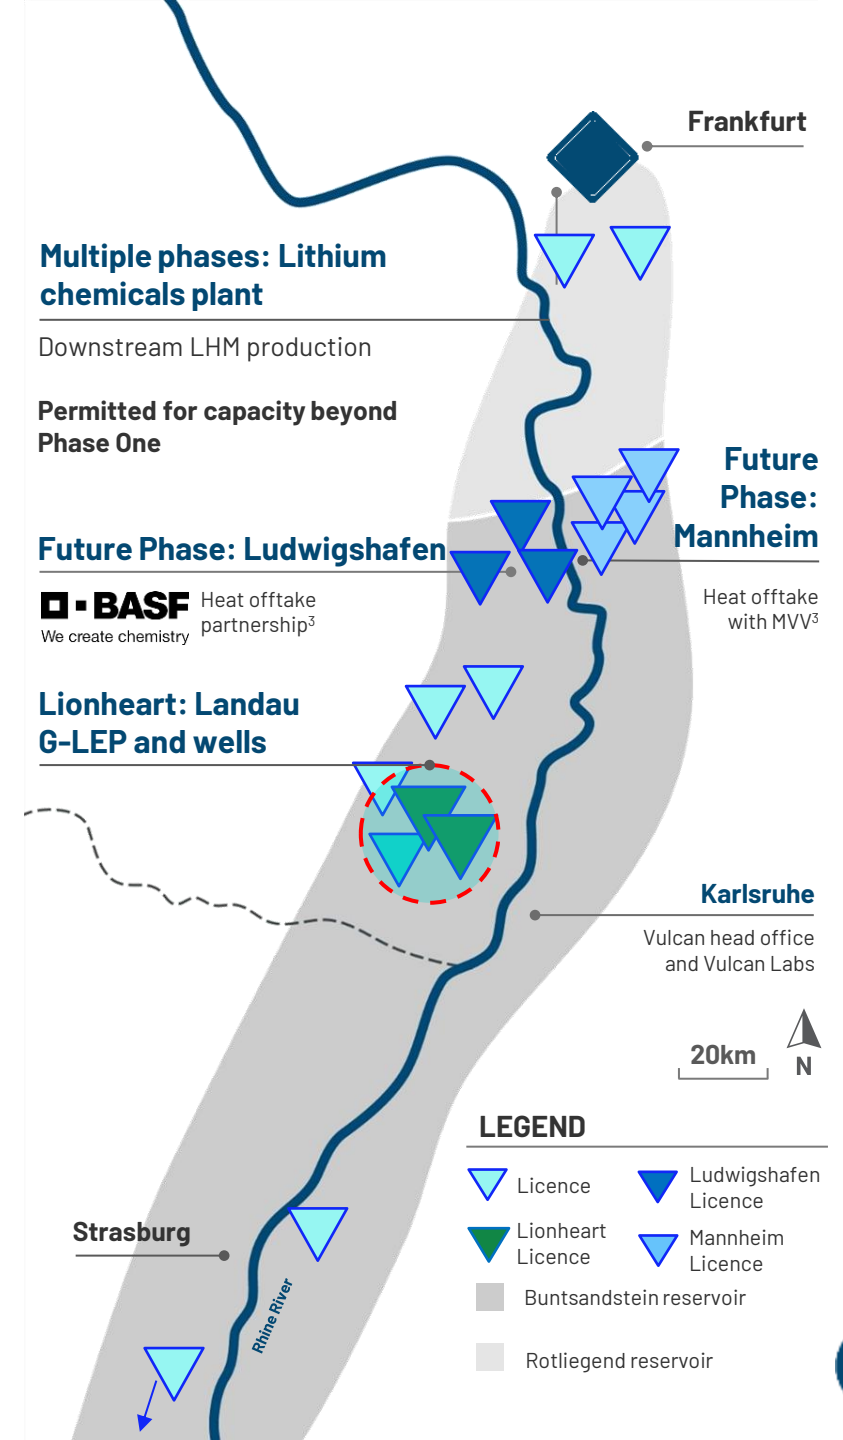 Frankfurt
Multiple phases: Lithium
chemicals plant
Downstream LHM production
Permitted for capacity beyond
Phase One
Future
Phase:
Mannheim
Heat offtake
with MVV3
Future Phase: Ludwigshafen
BASF
We create chemistry
Heat offtake
partnership3
Lionheart: Landau
G-LEP and wells
Karlsruhe
Vulcan head office
and Vulcan Labs
20km
N
LEGEND
Licence
Ludwigshafen
Licence
Lionheart
Licence
Mannheim
Licence
Buntsandstein reservoir
Rotliegend reservoir
Strasburg
Rhine River